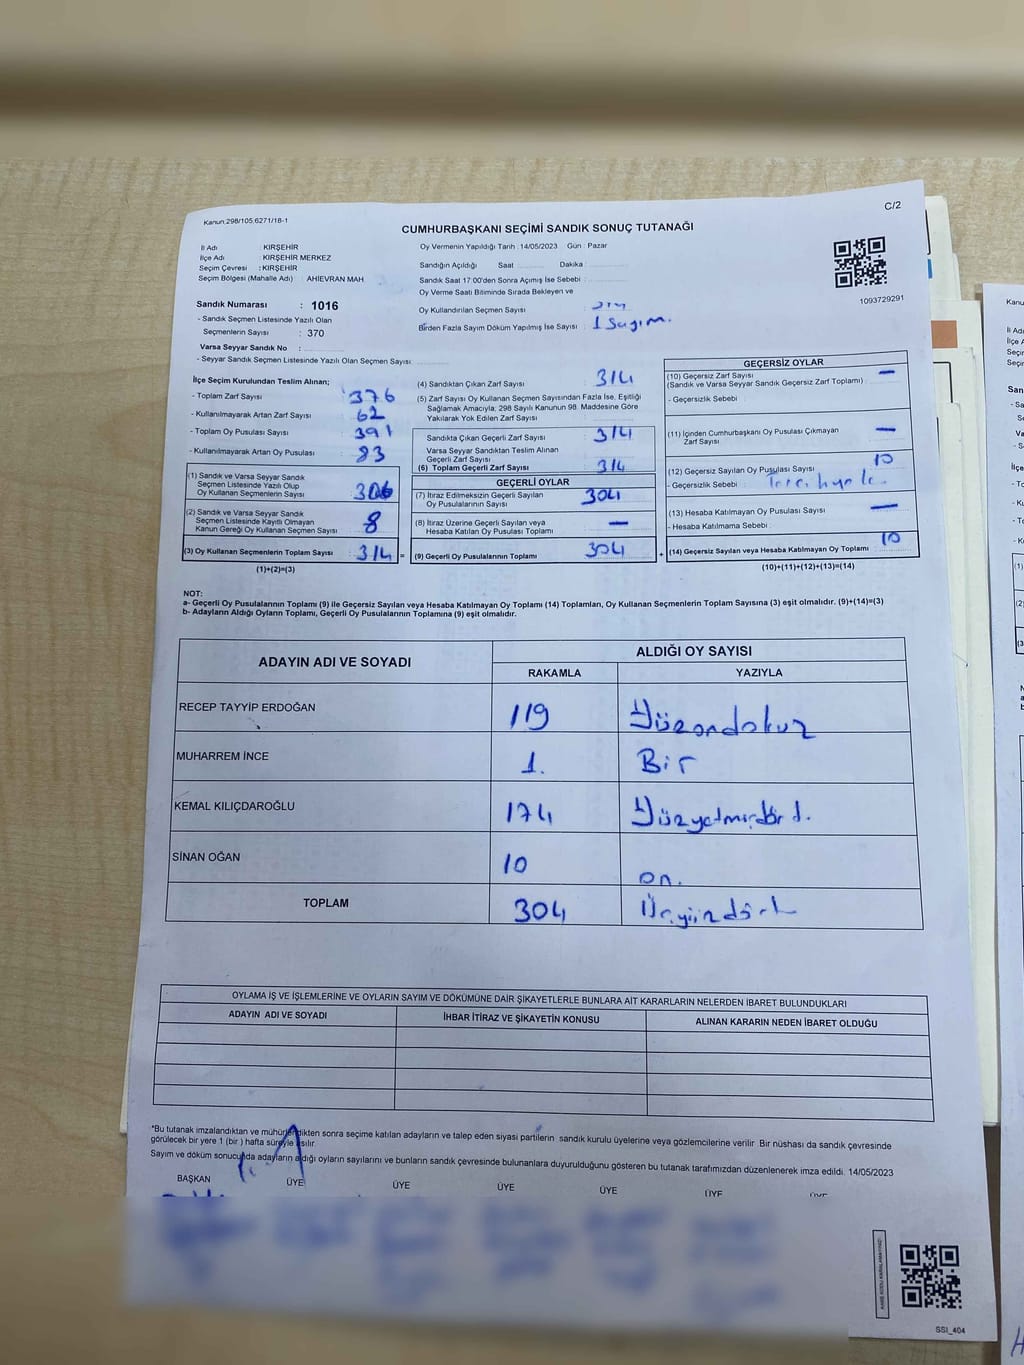 Kanun:298/105.6271/18-1
C/2
CUMHURBAŞKANI SEÇİMİ SANDIK SONUÇ TUTANAĞI
İl Adı : KIRŞEHİR
İlçe Adı : KIRŞEHİR MERKEZ
Seçim Çevresi : KIRŞEHİR
Seçim Bölgesi (Mahalle Adı) : AHİEVRAN MAH.
Sandık Numarası : 1016
- Sandık Seçmen Listesinde Yazılı Olan
Seçmenlerin Sayısı : 370
Varsa Seyyar Sandık No :
- Seyyar Sandık Seçmen Listesinde Yazılı Olan Seçmen Sayısı:
Oy Vermenin Yapıldığı Tarih :14/05/2023 Gün : Pazar
Sandığın Açıldığı Saat Dakika :
Sandık Saat 17:00'den Sonra Açımış İse Sebebi :
Oy Verme Saati Bitiminde Sırada Bekleyen ve
Oy Kullandırılan Seçmen Sayısı :
Birden Fazla Sayım Döküm Yapılmış İse Sayısı : 1 Sayım.
1093729291
İlçe Seçim Kurulundan Teslim Alınan;
- Toplam Zarf Sayısı : 376
- Kullanılmayarak Artan Zarf Sayısı : 62
- Toplam Oy Pusulası Sayısı : 391
- Kullanılmayarak Artan Oy Pusulası : 83
(1) Sandık ve Varsa Seyyar Sandık
Seçmen Listesinde Yazılı Olup
Oy Kullanan Seçmenlerin Sayısı : 306
(2) Sandık ve Varsa Seyyar Sandık
Seçmen Listesinde Kayıtlı Olmayan
Kanun Gereği Oy Kullanan Seçmen Sayısı : 8
(3) Oy Kullanan Seçmenlerin Toplam Sayısı : 314 =
(1)+(2)=(3)
(4) Sandıktan Çıkan Zarf Sayısı : 314
(5) Zarf Sayısı Oy Kullanan Seçmen Sayısından Fazla İse, Eşitliği
Sağlamak Amacıyla; 298 Sayılı Kanunun 98. Maddesine Göre
Yakılarak Yok Edilen Zarf Sayısı :
Sandıkta Çıkan Geçerli Zarf Sayısı : 314
Varsa Seyyar Sandıktan Teslim Alınan
Geçerli Zarf Sayısı :
(6) Toplam Geçerli Zarf Sayısı : 314
GEÇERLİ OYLAR
(7) İtiraz Edilmeksizin Geçerli Sayılan
Oy Pusulalarının Sayısı : 304
(8) İtiraz Üzerine Geçerli Sayılan veya
Hesaba Katılan Oy Pusulası Toplamı : —
(9) Geçerli Oy Pusulalarının Toplamı : 304 +
GEÇERSİZ OYLAR
(10) Geçersiz Zarf Sayısı : —
(Sandık ve Varsa Seyyar Sandık Geçersiz Zarf Toplamı)
- Geçersizlik Sebebi :
(11) İçinden Cumhurbaşkanı Oy Pusulası Çıkmayan
Zarf Sayısı : —
(12) Geçersiz Sayılan Oy Pusulası Sayısı : 10
- Geçersizlik Sebebi :
(13) Hesaba Katılmayan Oy Pusulası Sayısı : —
- Hesaba Katılmama Sebebi :
(14) Geçersiz Sayılan veya Hesaba Katılmayan Oy Toplamı : 10
(10)+(11)+(12)+(13)=(14)
NOT:
a- Geçerli Oy Pusulalarının Toplamı (9) ile Geçersiz Sayılan veya Hesaba Katılmayan Oy Toplamı (14) Toplamları, Oy Kullanan Seçmenlerin Toplam Sayısına (3) eşit olmalıdır. (9)+(14)=(3)
b- Adayların Aldığı Oyların Toplamı, Geçerli Oy Pusulalarının Toplamına (9) eşit olmalıdır.
ADAYIN ADI VE SOYADI ALDIĞI OY SAYISI
RAKAMLA YAZIYLA
RECEP TAYYİP ERDOĞAN 119 Yüzondokuz
MUHARREM İNCE 1. Bir
KEMAL KILIÇDAROĞLU 174 Yüzyetmişdört.
SİNAN OĞAN 10 on.
TOPLAM 304 Üçyüzdört
OYLAMA İŞ VE İŞLEMLERİNE VE OYLARIN SAYIM VE DÖKÜMÜNE DAİR ŞİKAYETLERLE BUNLARA AİT KARARLARIN NELERDEN İBARET BULUNDUKLARI
ADAYIN ADI VE SOYADI İHBAR İTİRAZ VE ŞİKAYETİN KONUSU ALINAN KARARIN NEDEN İBARET OLDUĞU
*Bu tutanak imzalandıktan ve mühürlendikten sonra seçime katılan adayların ve talep eden siyasi partilerin sandık kurulu üyelerine veya gözlemcilerine verilir. Bir nüshası da sandık çevresinde
görülecek bir yere 1 (bir) hafta süreyle asılır.
Sayım ve döküm sonucunda adayların aldığı oyların sayılarını ve bunların sandık çevresinde bulunanlara duyurulduğunu gösteren bu tutanak tarafımızdan düzenlenerek imza edildi. 14/05/2023
BAŞKAN ÜYE ÜYE ÜYE ÜYE ÜYE ÜYE
SSI_404